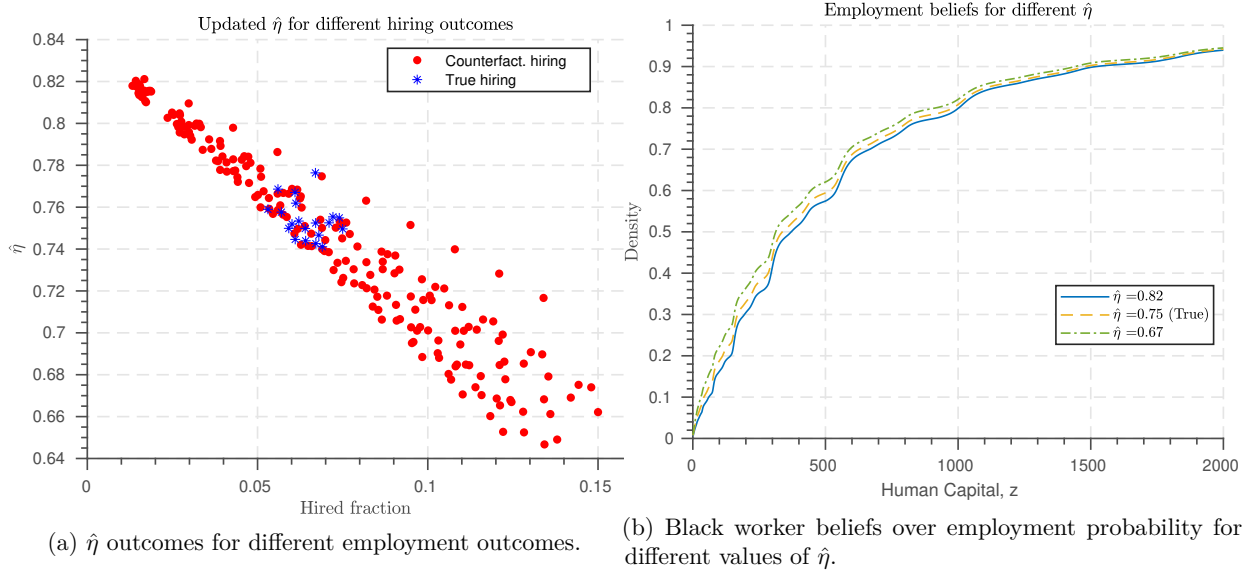 Updated η̂ for different hiring outcomes
0.84
0.82
0.8
0.78
0.76
0.74
0.72
0.7
0.68
0.66
0.64
η̂
Counterfact. hiring
True hiring
0
0.05
0.1
0.15
Hired fraction
(a) η̂ outcomes for different employment outcomes.
Employment beliefs for different η̂
1
0.9
0.8
0.7
0.6
0.5
0.4
0.3
0.2
0.1
0
Density
η̂ =0.82
η̂ =0.75 (True)
η̂ =0.67
0
500
1000
1500
2000
Human Capital, z
(b) Black worker beliefs over employment probability for
different values of η̂.